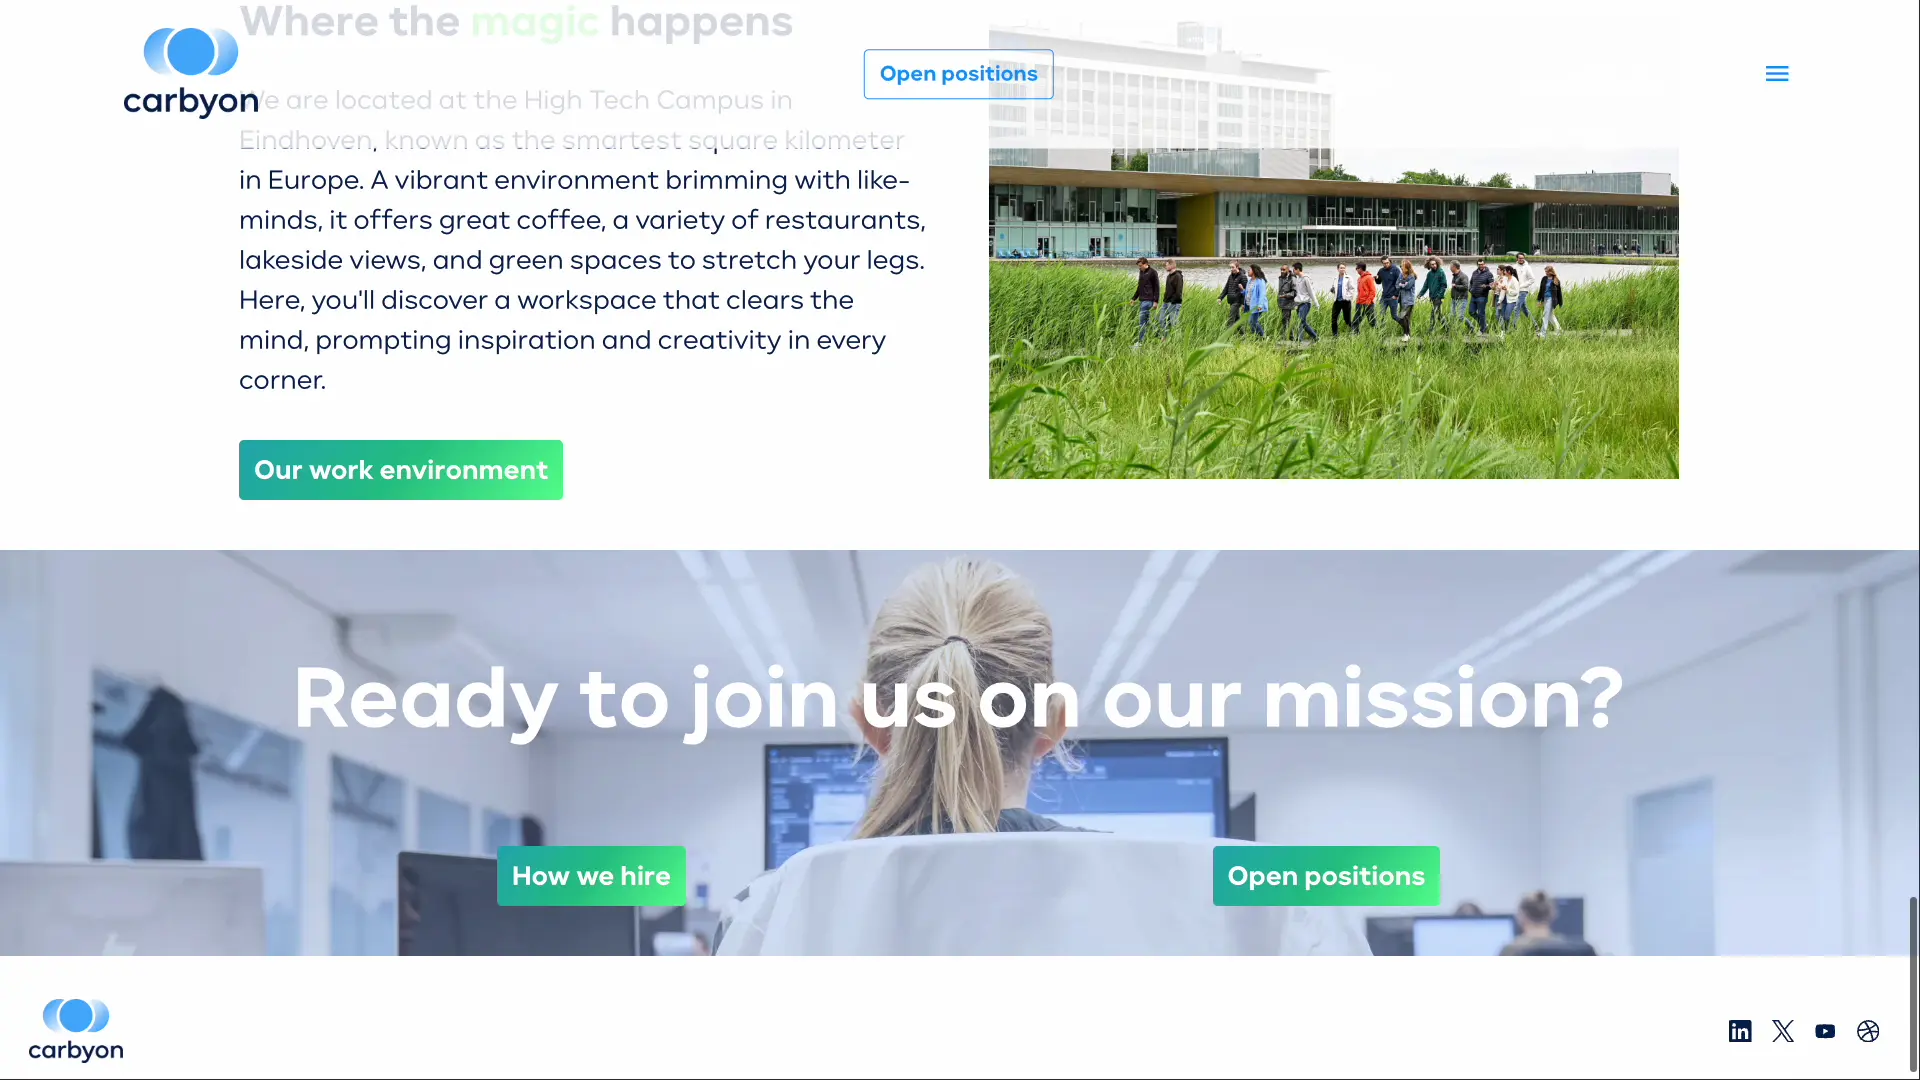 Where the magic happens
carbyon
Open positions
We are located at the High Tech Campus in
Eindhoven, known as the smartest square kilometer
in Europe. A vibrant environment brimming with like-
minds, it offers great coffee, a variety of restaurants,
lakeside views, and green spaces to stretch your legs.
Here, you'll discover a workspace that clears the
mind, prompting inspiration and creativity in every
corner.
Our work environment
Ready to join us on our mission?
How we hire
Open positions
carbyon